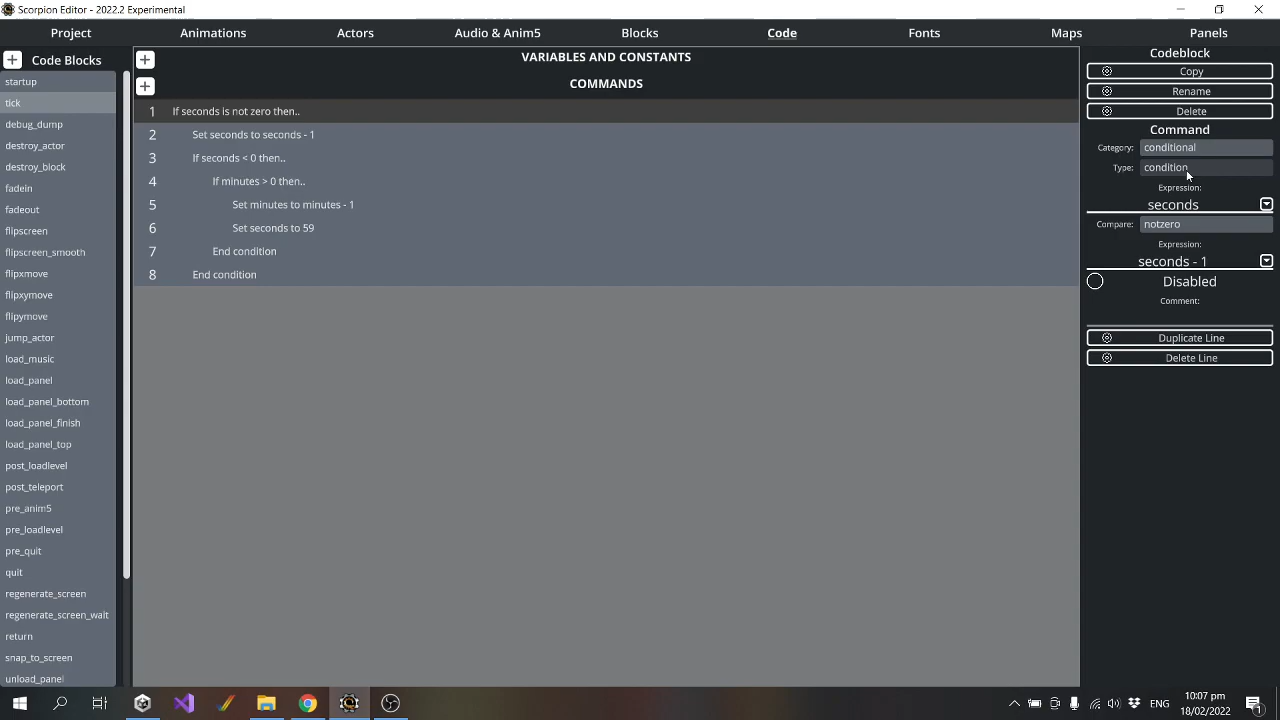 Scorpion Editor - 2022.2 Experimental
Project
Animations
Actors
Audio & Anim5
Blocks
Code
Fonts
Maps
Panels
Code Blocks
startup
tick
debug_dump
destroy_actor
destroy_block
fadein
fadeout
flipscreen
flipscreen_smooth
flipxmove
flipxymove
flipymove
jump_actor
load_music
load_panel
load_panel_bottom
load_panel_finish
load_panel_top
post_loadlevel
post_teleport
pre_anim5
pre_loadlevel
pre_quit
quit
regenerate_screen
regenerate_screen_wait
return
snap_to_screen
unload_panel
VARIABLES AND CONSTANTS
COMMANDS
1 If seconds is not zero then..
2 Set seconds to seconds - 1
3 If seconds < 0 then..
4 If minutes > 0 then..
5 Set minutes to minutes - 1
6 Set seconds to 59
7 End condition
8 End condition
Codeblock
Copy
Rename
Delete
Command
Category: conditional
Type: condition
Expression:
seconds
Compare: notzero
Expression:
seconds - 1
Disabled
Comment:
Duplicate Line
Delete Line
ENG
10:07 pm
18/02/2022